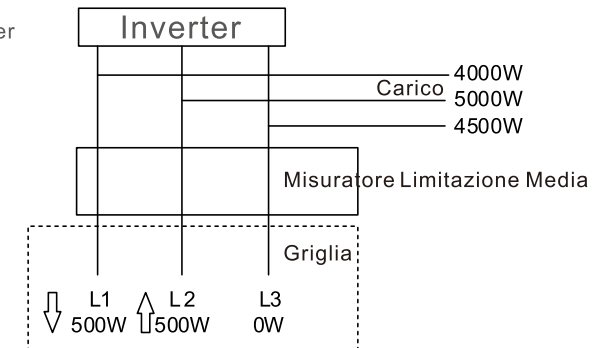 er
Inverter
4000W
Carico
5000W
4500W
Misuratore Limitazione Media
Griglia
L1 L2 L3
500W 500W 0W